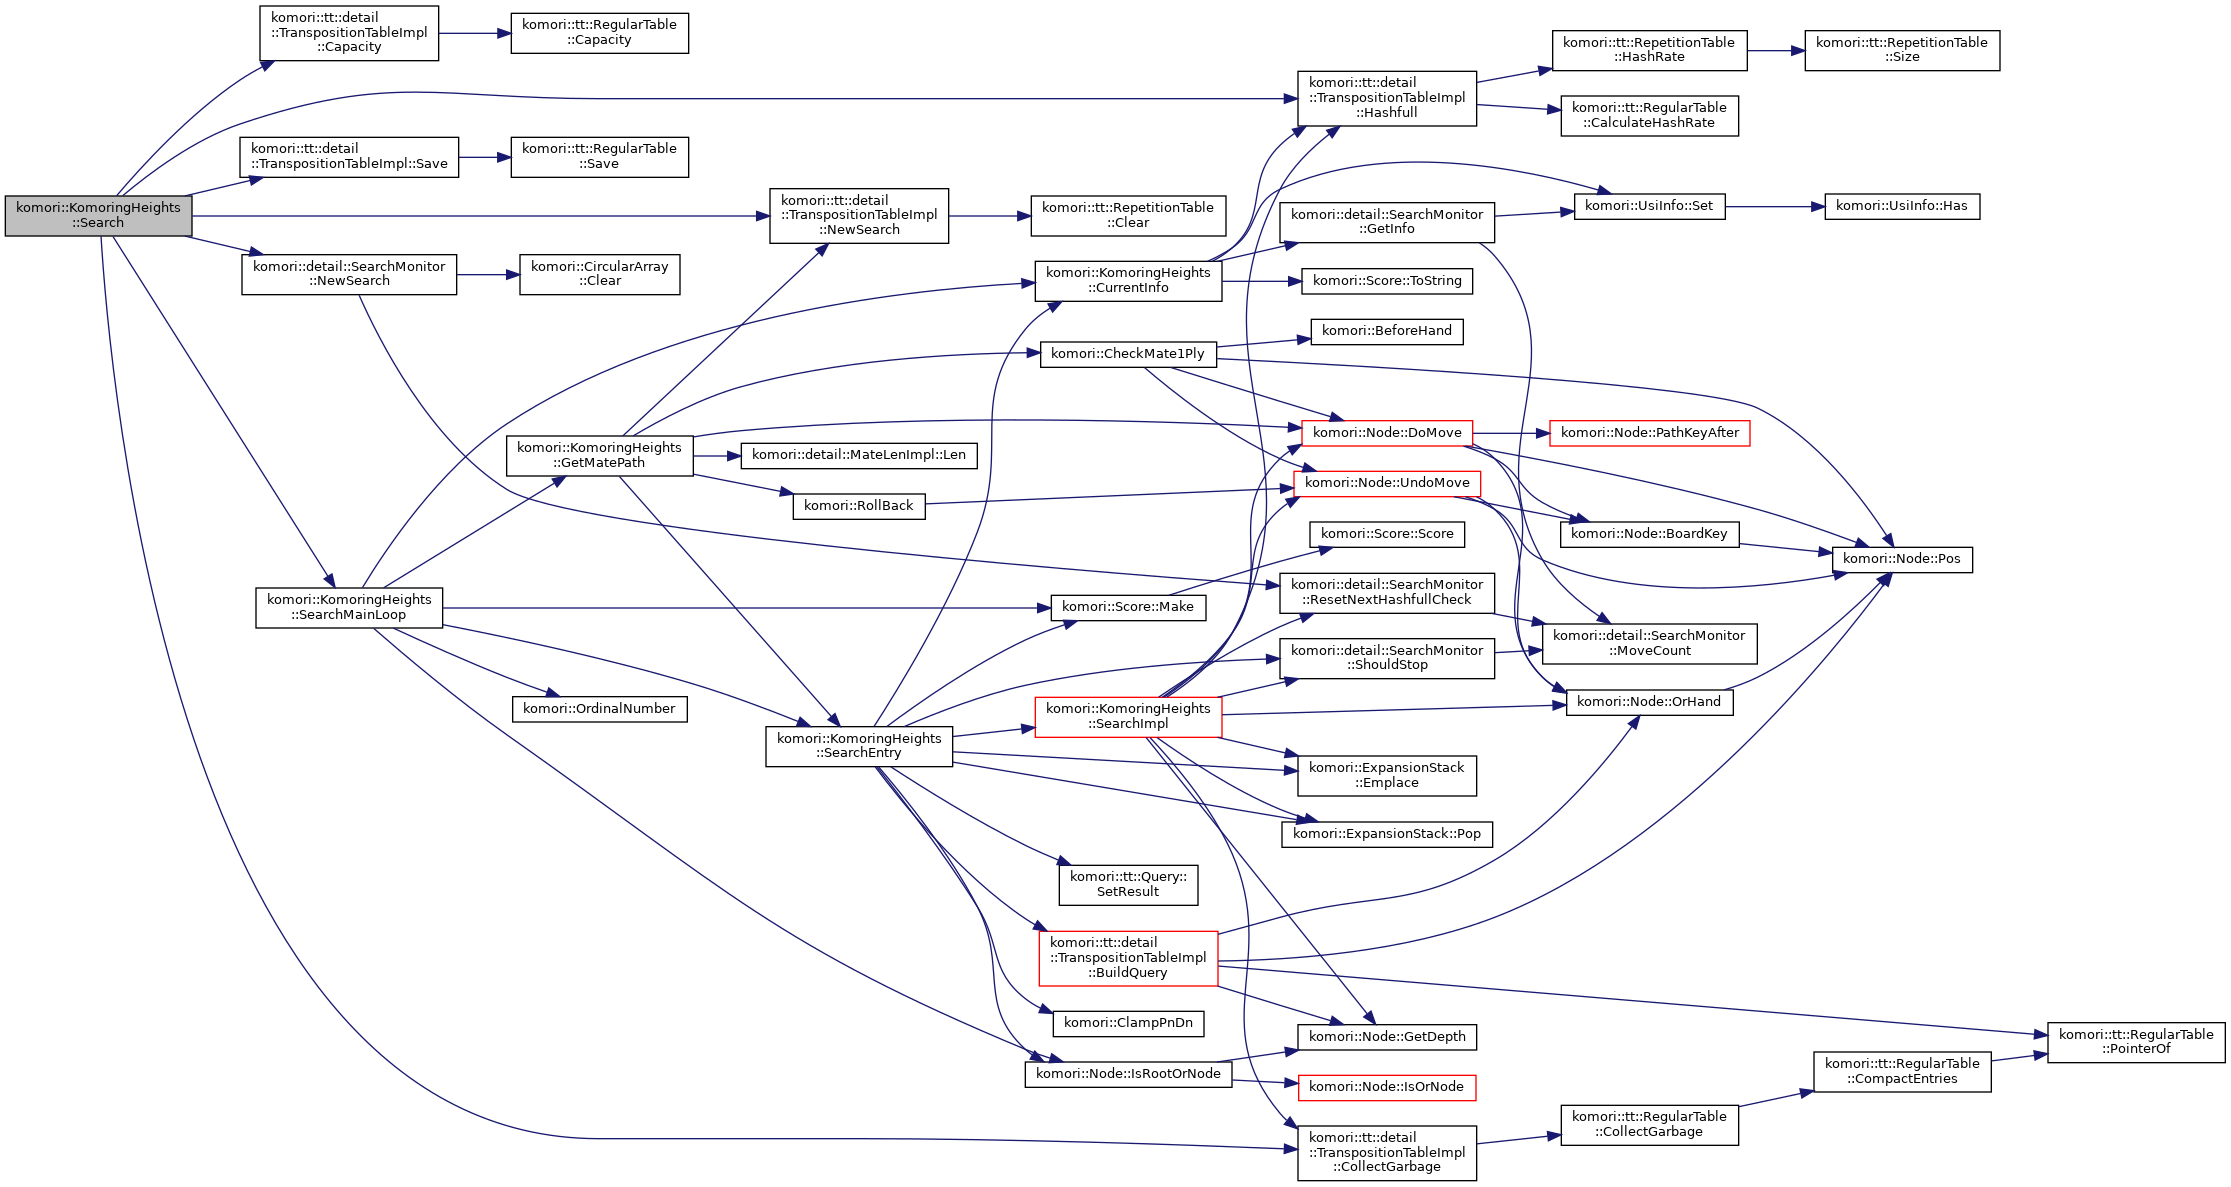 komori::KomoringHeights
::Search
komori::tt::detail
::TranspositionTableImpl
::Capacity
komori::tt::RegularTable
::Capacity
komori::tt::detail
::TranspositionTableImpl
::Hashfull
komori::tt::RepetitionTable
::HashRate
komori::tt::RepetitionTable
::Size
komori::tt::RegularTable
::CalculateHashRate
komori::tt::detail
::TranspositionTableImpl::Save
komori::tt::RegularTable
::Save
komori::tt::detail
::TranspositionTableImpl
::NewSearch
komori::tt::RepetitionTable
::Clear
komori::detail::SearchMonitor
::NewSearch
komori::CircularArray
::Clear
komori::KomoringHeights
::CurrentInfo
komori::detail::SearchMonitor
::GetInfo
komori::UsiInfo::Set
komori::UsiInfo::Has
komori::Score::ToString
komori::BeforeHand
komori::CheckMate1Ply
komori::KomoringHeights
::GetMatePath
komori::detail::MateLenImpl::Len
komori::RollBack
komori::Node::DoMove
komori::Node::PathKeyAfter
komori::Node::UndoMove
komori::Node::BoardKey
komori::Node::Pos
komori::Score::Score
komori::KomoringHeights
::SearchMainLoop
komori::Score::Make
komori::detail::SearchMonitor
::ResetNextHashfullCheck
komori::detail::SearchMonitor
::MoveCount
komori::detail::SearchMonitor
::ShouldStop
komori::OrdinalNumber
komori::KomoringHeights
::SearchImpl
komori::Node::OrHand
komori::KomoringHeights
::SearchEntry
komori::ExpansionStack
::Emplace
komori::ExpansionStack::Pop
komori::tt::Query::
SetResult
komori::tt::detail
::TranspositionTableImpl
::BuildQuery
komori::ClampPnDn
komori::Node::GetDepth
komori::Node::IsRootOrNode
komori::Node::IsOrNode
komori::tt::RegularTable
::PointerOf
komori::tt::RegularTable
::CompactEntries
komori::tt::RegularTable
::CollectGarbage
komori::tt::detail
::TranspositionTableImpl
::CollectGarbage